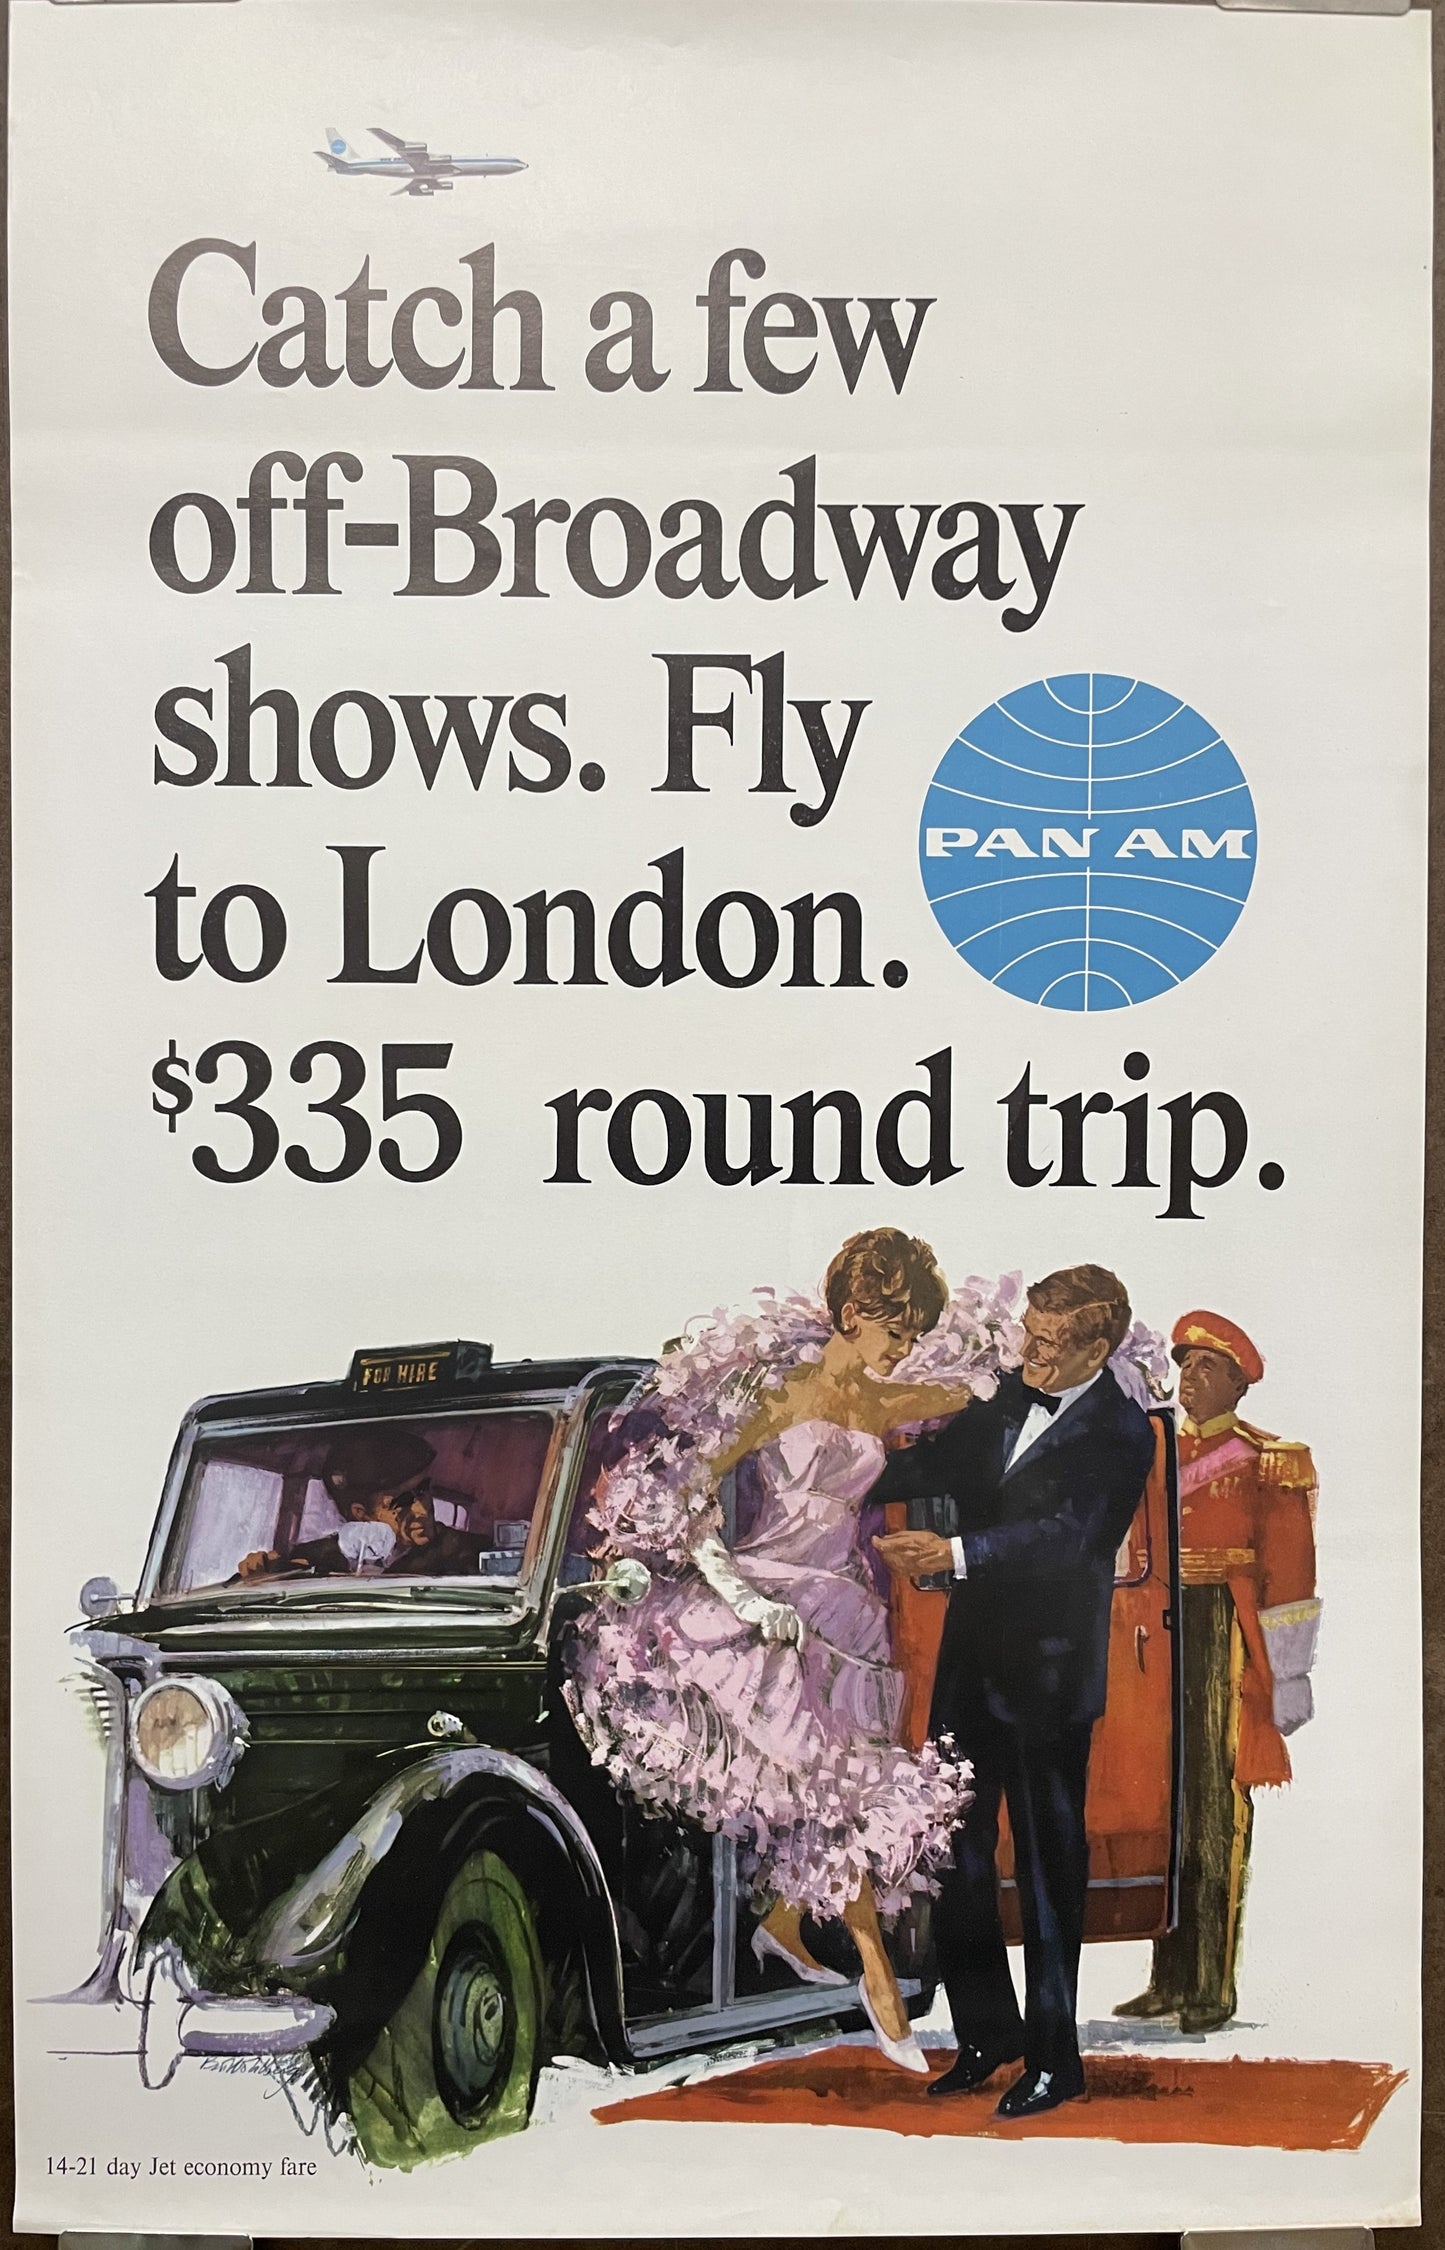 Catch a few
off-Broadway
shows. Fly
to London.
PAN AM
$335 round trip.
FOR HIRE
14-21 day Jet economy fare